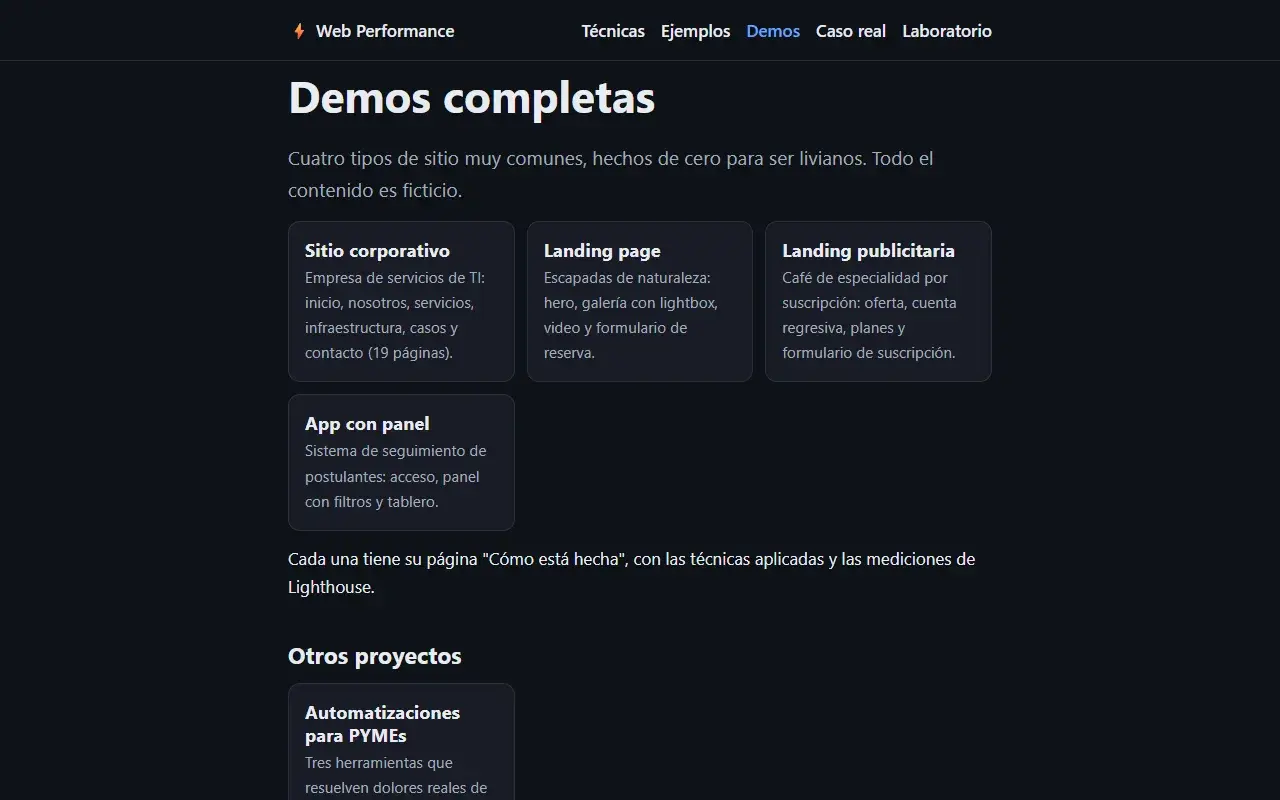 Web Performance
Técnicas Ejemplos Demos Caso real Laboratorio
Demos completas
Cuatro tipos de sitio muy comunes, hechos de cero para ser livianos. Todo el
contenido es ficticio.
Sitio corporativo
Empresa de servicios de TI:
inicio, nosotros, servicios,
infraestructura, casos y
contacto (19 páginas).
Landing page
Escapadas de naturaleza:
hero, galería con lightbox,
video y formulario de
reserva.
Landing publicitaria
Café de especialidad por
suscripción: oferta, cuenta
regresiva, planes y
formulario de suscripción.
App con panel
Sistema de seguimiento de
postulantes: acceso, panel
con filtros y tablero.
Cada una tiene su página "Cómo está hecha", con las técnicas aplicadas y las mediciones de
Lighthouse.
Otros proyectos
Automatizaciones
para PYMEs
Tres herramientas que
resuelven dolores reales de